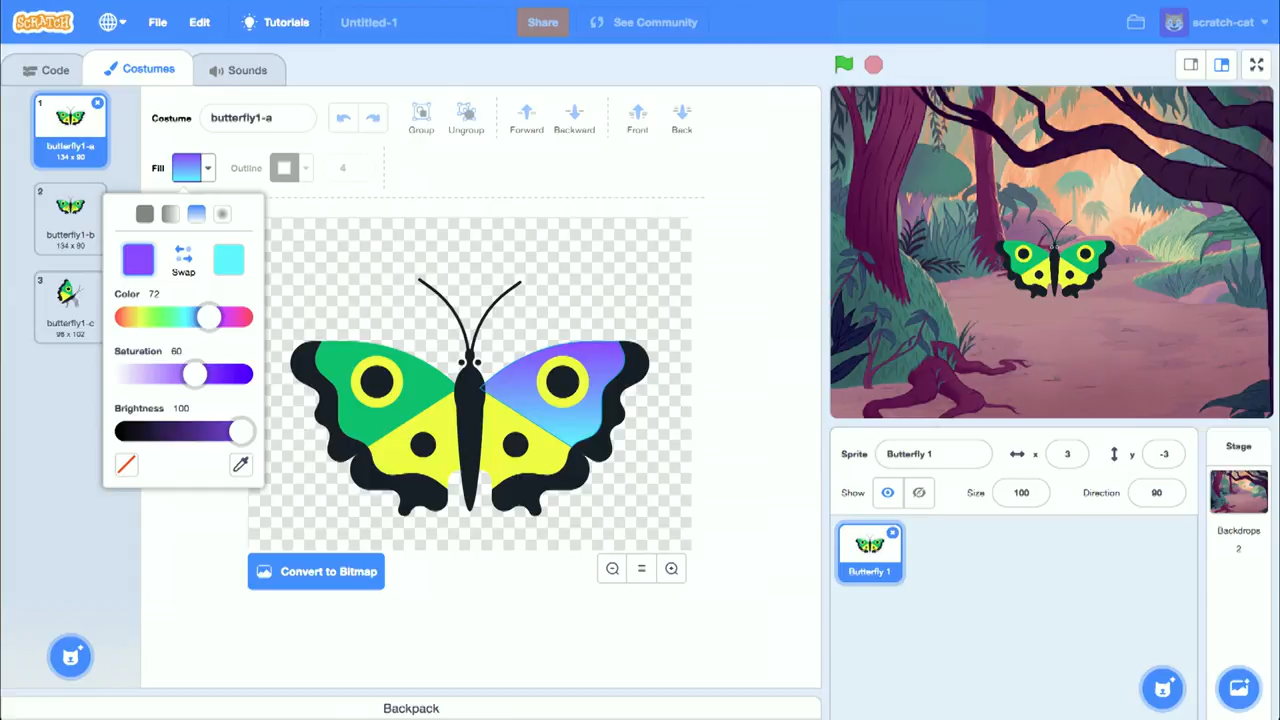 SCRATCH File Edit Tutorials Untitled-1 Share See Community scratch-cat
Code Costumes Sounds
1
butterfly1-a
134 x 90
2
butterfly1-b
134 x 90
3
butterfly1-c
96 x 102
Costume butterfly1-a Group Ungroup Forward Backward Front Back
Fill Outline 4
Swap
Color 72
Saturation 60
Brightness 100
Convert to Bitmap
Sprite Butterfly 1 x 3 y -3
Show Size 100 Direction 90
Butterfly 1
Stage
Backdrops
2
Backpack